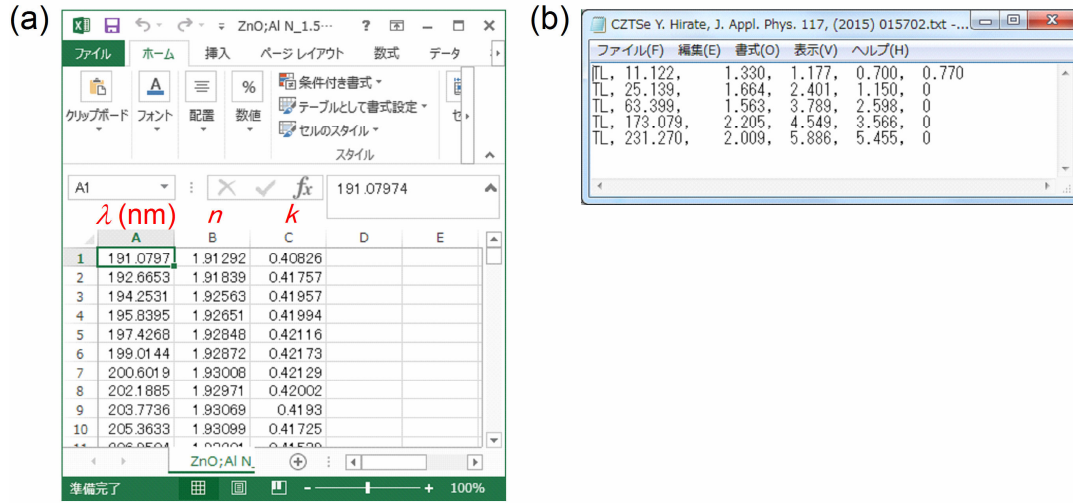 (a)
ZnO;Al N_1.5…
ファイル ホーム 挿入 ページ レイアウト 数式 データ
クリップボード フォント 配置 数値
条件付き書式
テーブルとして書式設定
セルのスタイル
スタイル
セ
A1 fx 191.07974
λ (nm) n k
A B C D E
1 191.0797 1.91292 0.40826
2 192.6653 1.91839 0.41757
3 194.2531 1.92563 0.41957
4 195.8395 1.92651 0.41994
5 197.4268 1.92848 0.42116
6 199.0144 1.92872 0.42173
7 200.6019 1.93008 0.42129
8 202.1885 1.92971 0.42002
9 203.7736 1.93069 0.4193
10 205.3633 1.93099 0.41725
ZnO;Al N_
準備完了 100%
(b)
CZTSe Y. Hirate, J. Appl. Phys. 117, (2015) 015702.txt -...
ファイル(F) 編集(E) 書式(O) 表示(V) ヘルプ(H)
TL, 11.122, 1.330, 1.177, 0.700, 0.770
TL, 25.139, 1.664, 2.401, 1.150, 0
TL, 63.399, 1.563, 3.789, 2.598, 0
TL, 173.079, 2.205, 4.549, 3.566, 0
TL, 231.270, 2.009, 5.886, 5.455, 0